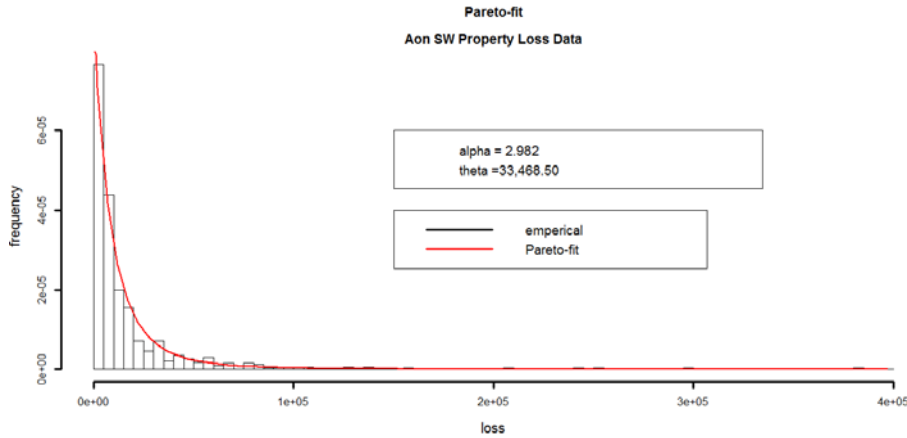 Pareto-fit
Aon SW Property Loss Data
6e-05
4e-05
2e-05
0e+00
frequency
alpha = 2.982
theta =33,468.50
emperical
Pareto-fit
0e+00
1e+05
2e+05
3e+05
4e+05
loss